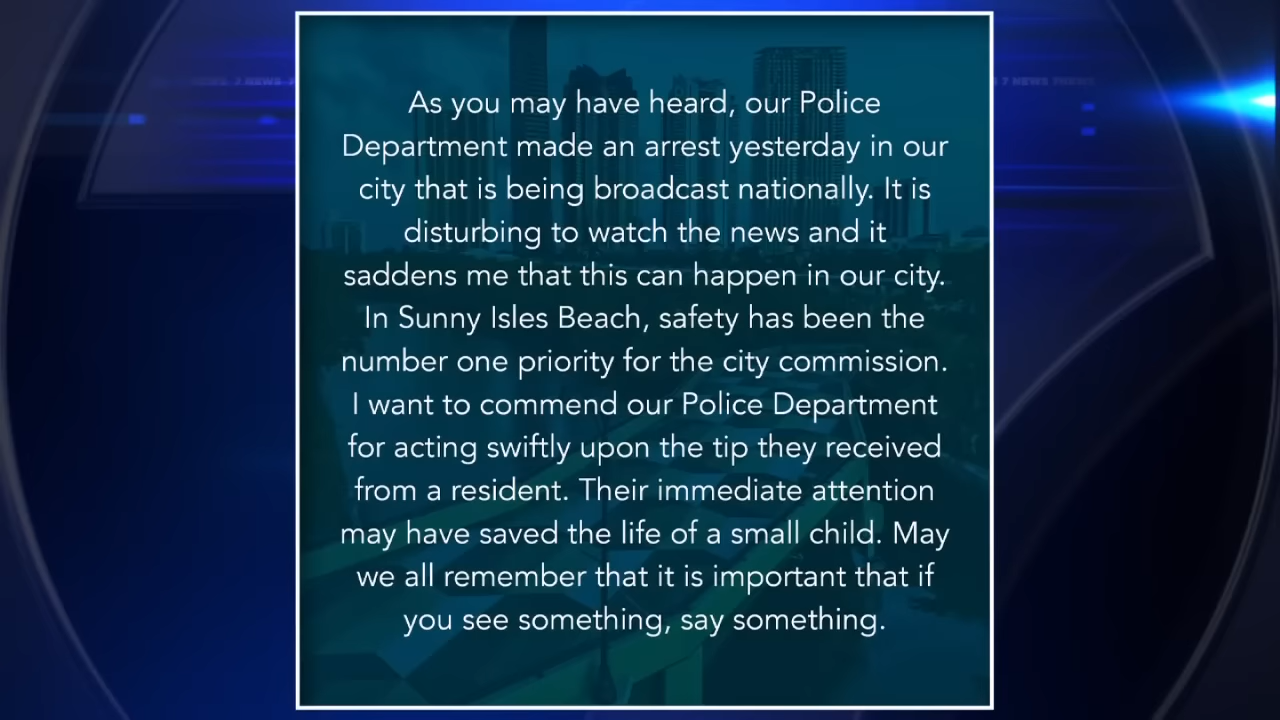 As you may have heard, our Police
Department made an arrest yesterday in our
city that is being broadcast nationally. It is
disturbing to watch the news and it
saddens me that this can happen in our city.
In Sunny Isles Beach, safety has been the
number one priority for the city commission.
I want to commend our Police Department
for acting swiftly upon the tip they received
from a resident. Their immediate attention
may have saved the life of a small child. May
we all remember that it is important that if
you see something, say something.